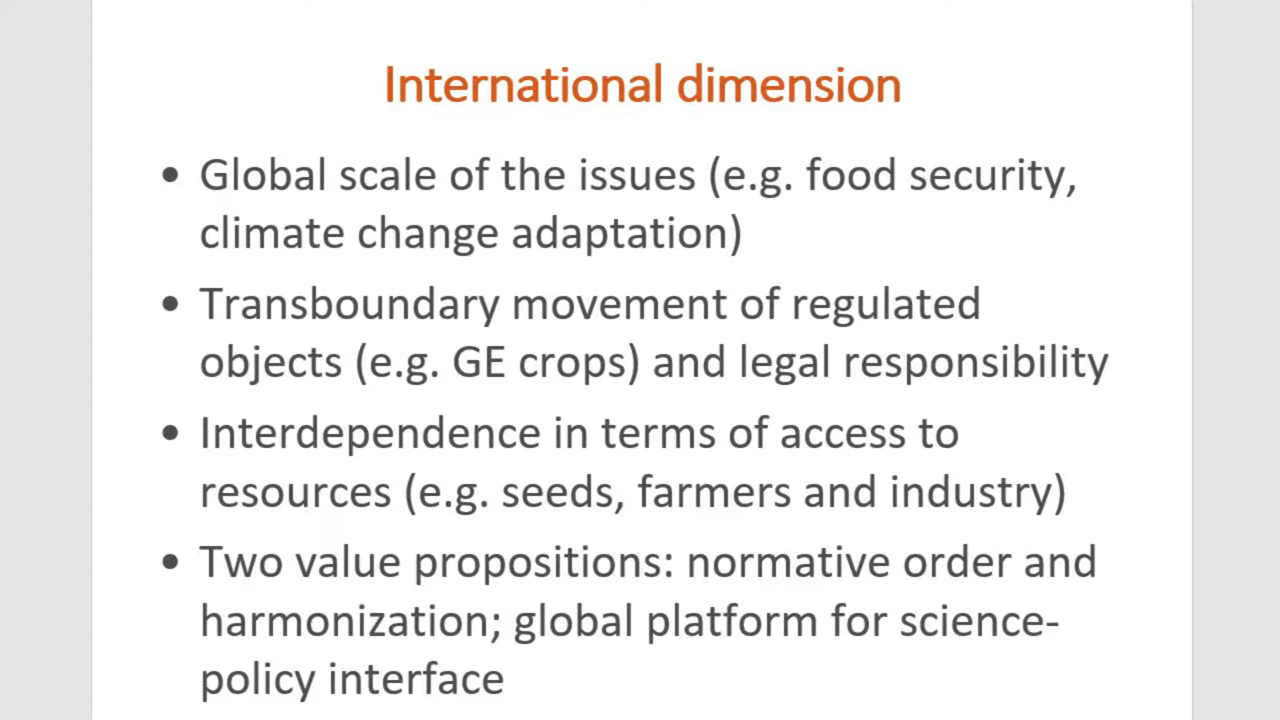 International dimension
• Global scale of the issues (e.g. food security,
climate change adaptation)
• Transboundary movement of regulated
objects (e.g. GE crops) and legal responsibility
• Interdependence in terms of access to
resources (e.g. seeds, farmers and industry)
• Two value propositions: normative order and
harmonization; global platform for science-
policy interface